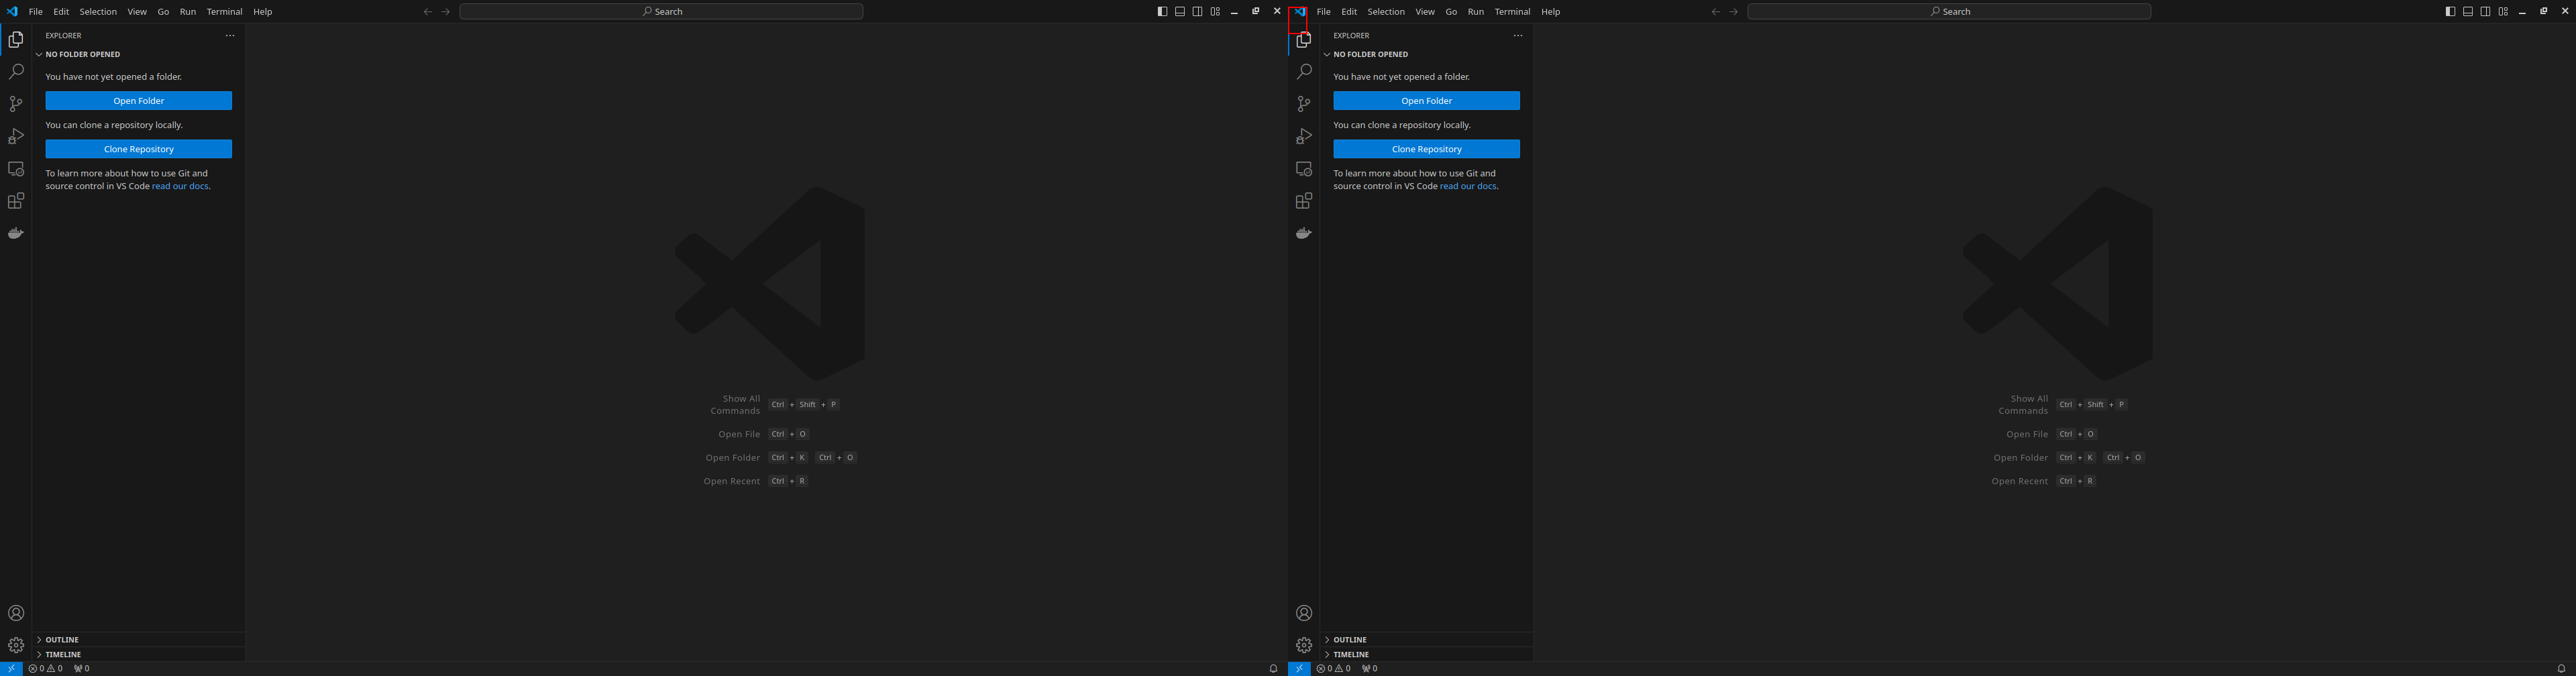 File Edit Selection View Go Run Terminal Help
Search
EXPLORER
NO FOLDER OPENED
You have not yet opened a folder.
Open Folder
You can clone a repository locally.
Clone Repository
To learn more about how to use Git and
source control in VS Code read our docs.
Show All
Commands Ctrl + Shift + P
Open File Ctrl + O
Open Folder Ctrl + K Ctrl + O
Open Recent Ctrl + R
OUTLINE
TIMELINE
0 0 0
File Edit Selection View Go Run Terminal Help
Search
EXPLORER
NO FOLDER OPENED
You have not yet opened a folder.
Open Folder
You can clone a repository locally.
Clone Repository
To learn more about how to use Git and
source control in VS Code read our docs.
Show All
Commands Ctrl + Shift + P
Open File Ctrl + O
Open Folder Ctrl + K Ctrl + O
Open Recent Ctrl + R
OUTLINE
TIMELINE
0 0 0